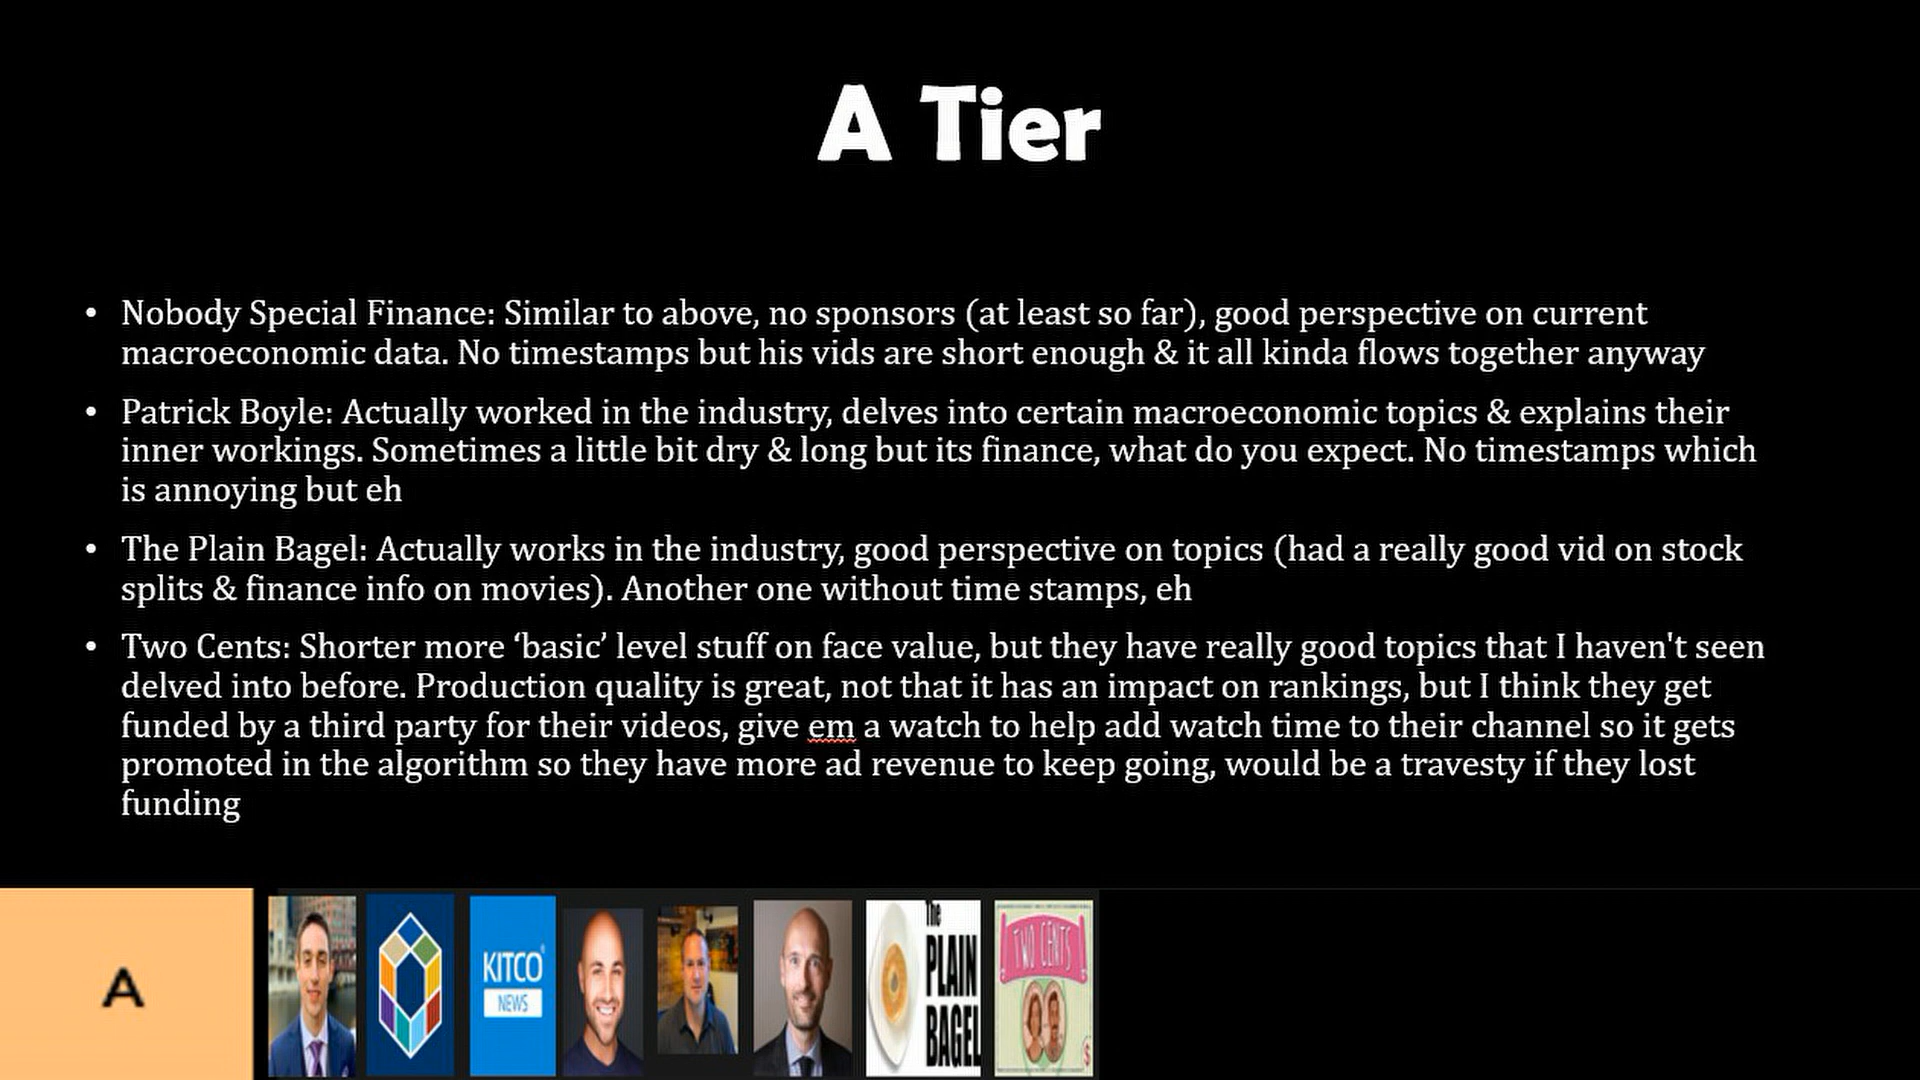 A Tier
• Nobody Special Finance: Similar to above, no sponsors (at least so far), good perspective on current
macroeconomic data. No timestamps but his vids are short enough & it all kinda flows together anyway
• Patrick Boyle: Actually worked in the industry, delves into certain macroeconomic topics & explains their
inner workings. Sometimes a little bit dry & long but its finance, what do you expect. No timestamps which
is annoying but eh
• The Plain Bagel: Actually works in the industry, good perspective on topics (had a really good vid on stock
splits & finance info on movies). Another one without time stamps, eh
• Two Cents: Shorter more ‘basic’ level stuff on face value, but they have really good topics that I haven't seen
delved into before. Production quality is great, not that it has an impact on rankings, but I think they get
funded by a third party for their videos, give em a watch to help add watch time to their channel so it gets
promoted in the algorithm so they have more ad revenue to keep going, would be a travesty if they lost
funding
A
KITCO
NEWS
The
PLAIN
BAGEL
TWO CENTS
$